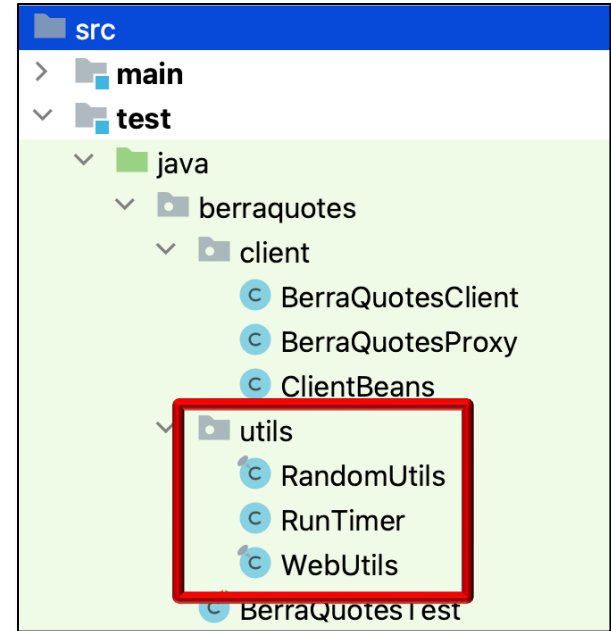 src
main
test
java
berraquotes
client
C BerraQuotesClient
C BerraQuotesProxy
C ClientBeans
utils
C RandomUtils
C RunTimer
C WebUtils
C BerraQuotesTest